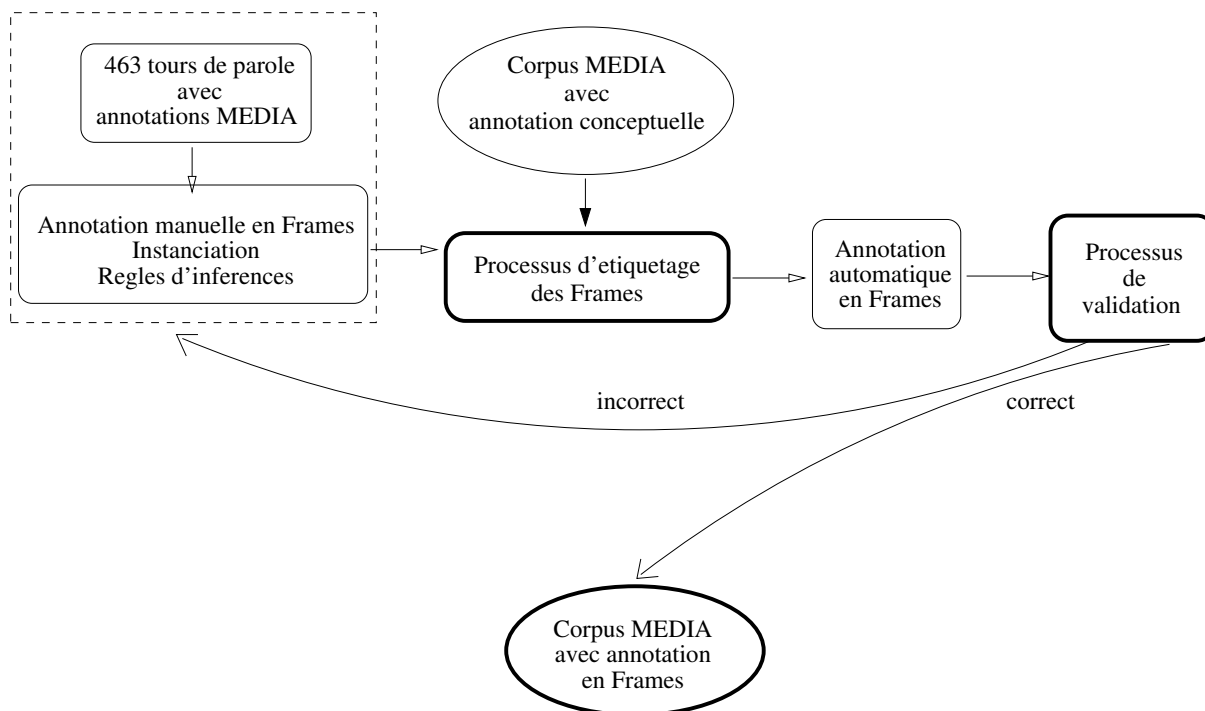 463 tours de parole
avec
annotations MEDIA
Annotation manuelle en Frames
Instanciation
Regles d'inferences
Corpus MEDIA
avec
annotation conceptuelle
Processus d'etiquetage
des Frames
Annotation
automatique
en Frames
Processus
de
validation
incorrect
correct
Corpus MEDIA
avec annotation
en Frames